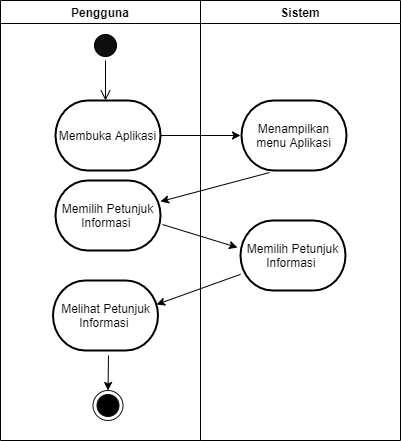 Pengguna
Sistem
Membuka Aplikasi
Menampilkan
menu Aplikasi
Memilih Petunjuk
Informasi
Memilih Petunjuk
Informasi
Melihat Petunjuk
Informasi